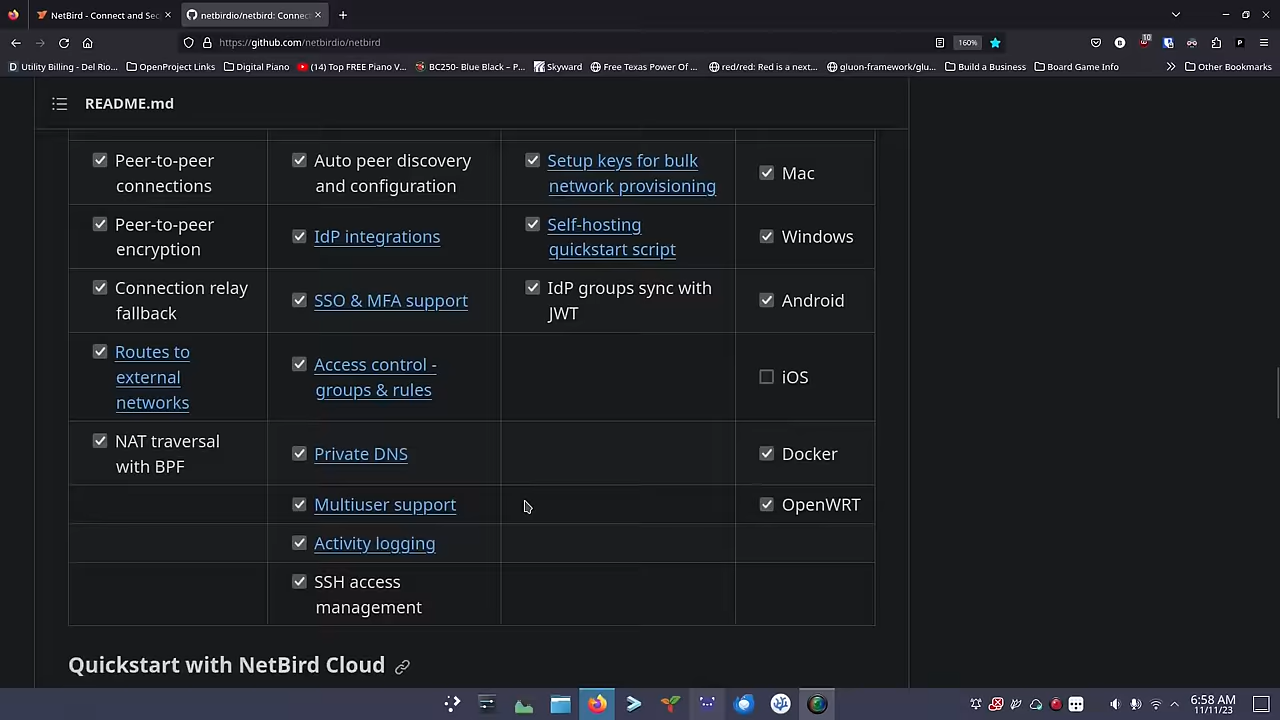 NetBird - Connect and Sec
netbirdio/netbird: Connec
https://github.com/netbirdio/netbird
160%
10
Utility Billing - Del Rio...
OpenProject Links
Digital Piano
(14) Top FREE Piano V...
BC250- Blue Black - P...
Skyward
Free Texas Power Of ...
red/red: Red is a next...
gluon-framework/glu...
Build a Business
Board Game Info
Other Bookmarks
README.md
Peer-to-peer
connections
Auto peer discovery
and configuration
Setup keys for bulk
network provisioning
Mac
Peer-to-peer
encryption
IdP integrations
Self-hosting
quickstart script
Windows
Connection relay
fallback
SSO & MFA support
IdP groups sync with
JWT
Android
Routes to
external
networks
Access control -
groups & rules
iOS
NAT traversal
with BPF
Private DNS
Docker
Multiuser support
OpenWRT
Activity logging
SSH access
management
Quickstart with NetBird Cloud
6:58 AM
11/11/23